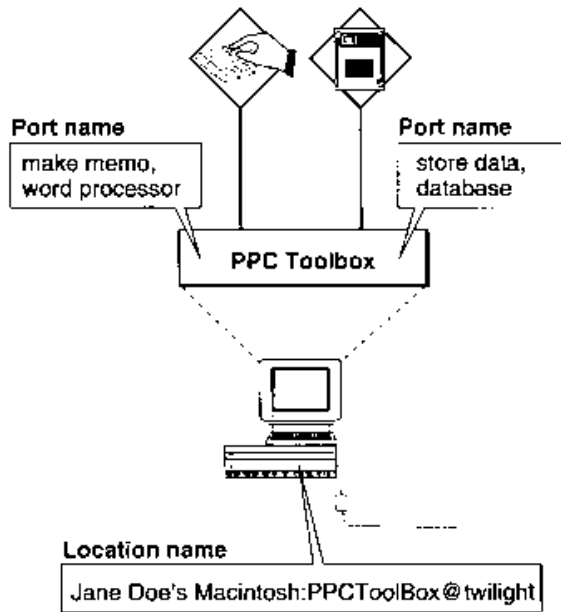 Port name
make memo,
word processor
Port name
store data,
database
PPC Toolbox
Location name
Jane Doe's Macintosh:PPCToolBox@twilight